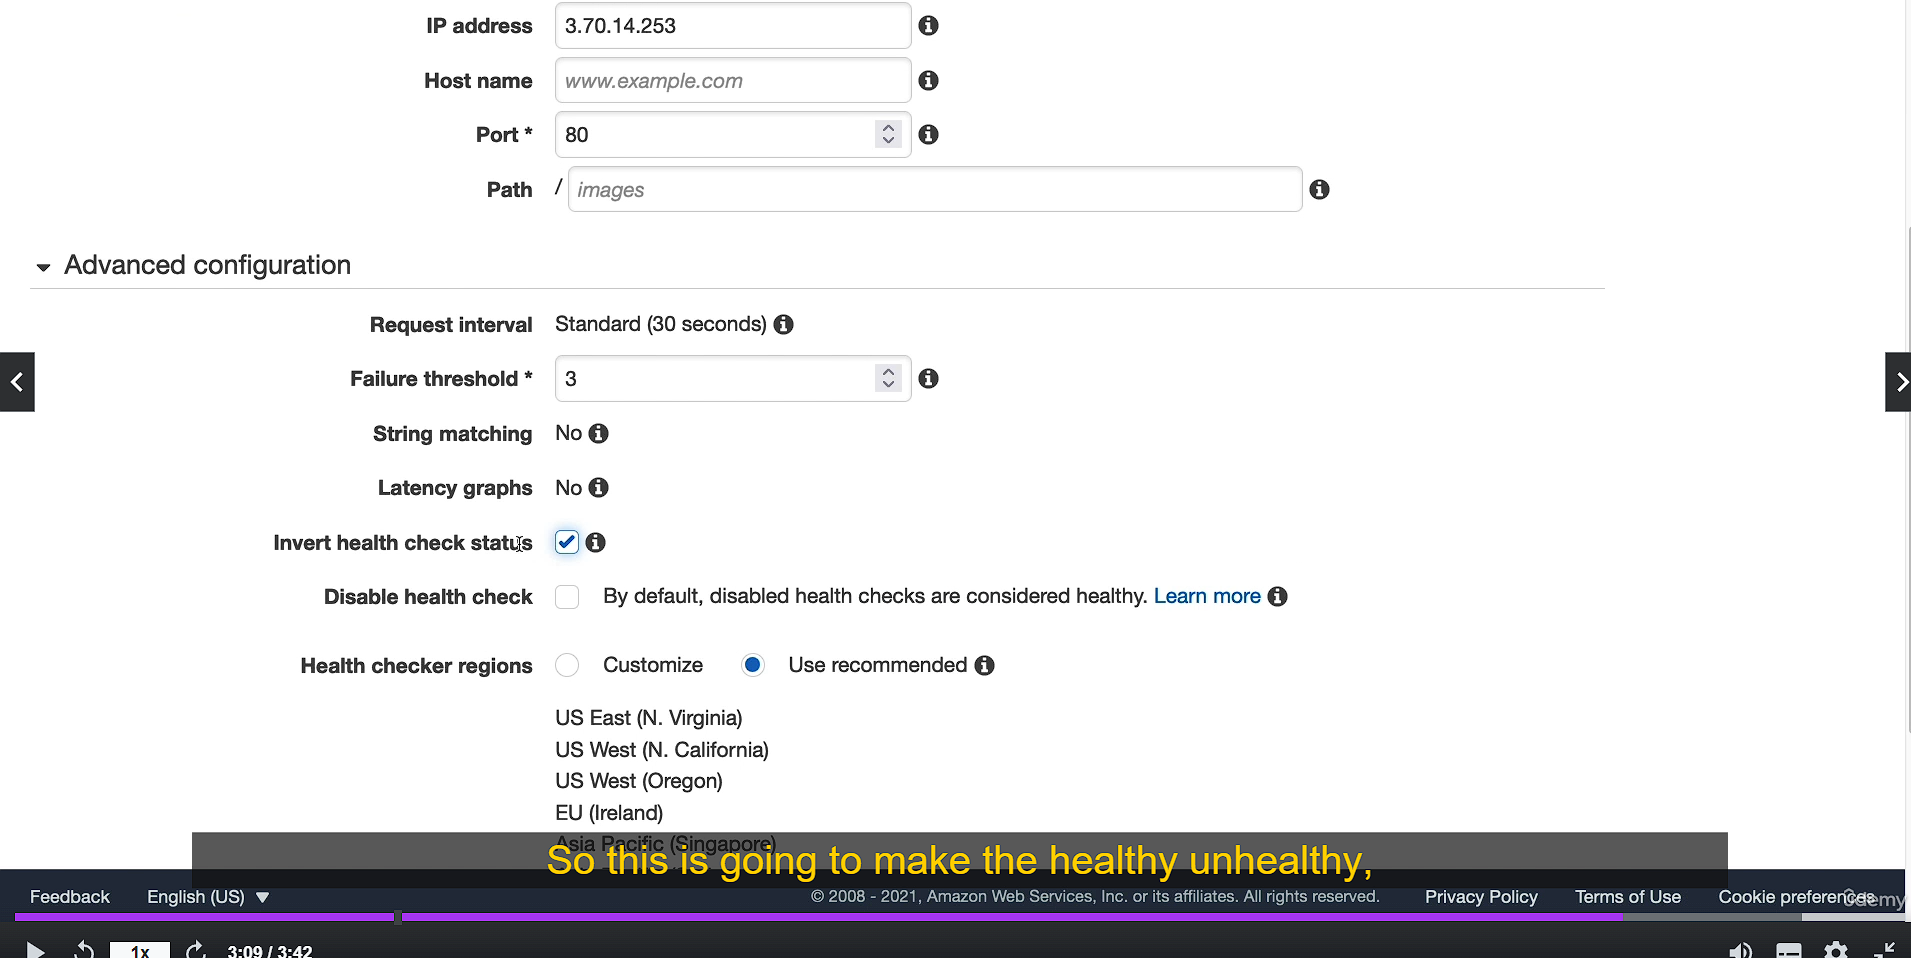 IP address 3.70.14.253
Host name www.example.com
Port * 80
Path / images
Advanced configuration
Request interval Standard (30 seconds)
Failure threshold * 3
String matching No
Latency graphs No
Invert health check status
Disable health check By default, disabled health checks are considered healthy. Learn more
Health checker regions Customize Use recommended
US East (N. Virginia)
US West (N. California)
US West (Oregon)
EU (Ireland)
Asia Pacific (Singapore)
So this is going to make the healthy unhealthy,
Feedback English (US) © 2008 - 2021, Amazon Web Services, Inc. or its affiliates. All rights reserved. Privacy Policy Terms of Use Cookie preferences
Udemy
1x 3:09 / 3:42